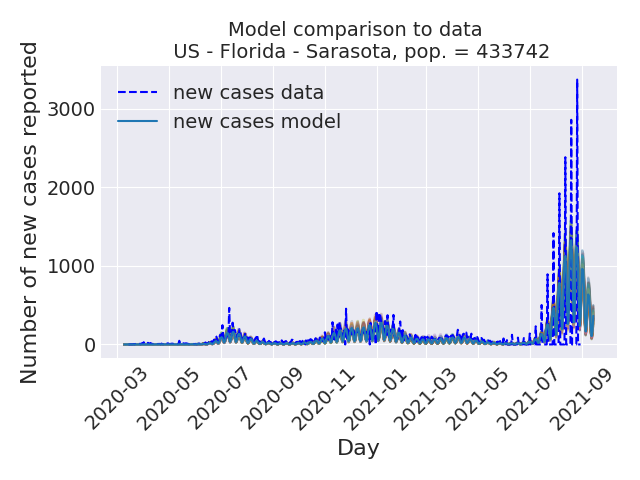 Model comparison to data
US - Florida - Sarasota, pop. = 433742
Number of new cases reported
new cases data
new cases model
3000
2000
1000
0
2020-03
2020-05
2020-07
2020-09
2020-11
2021-01
2021-03
2021-05
2021-07
2021-09
Day